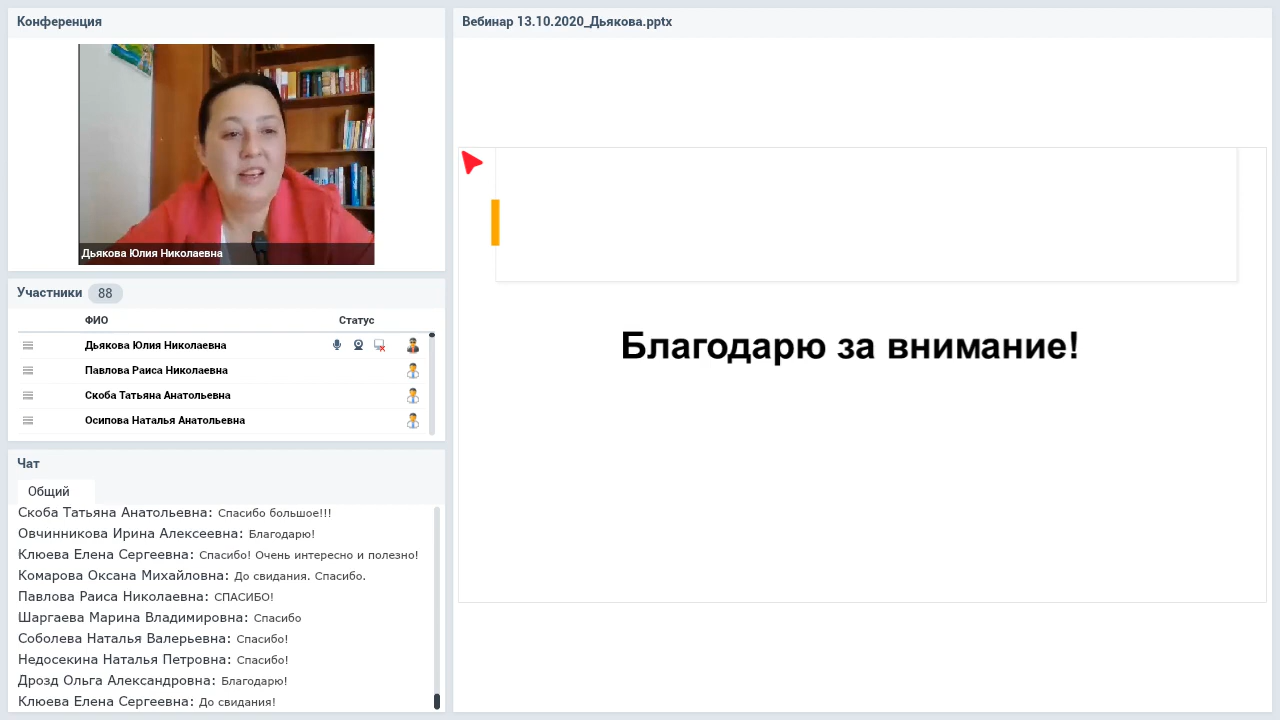 Конференция
Дьякова Юлия Николаевна
Участники 88
ФИО Статус
Дьякова Юлия Николаевна
Павлова Раиса Николаевна
Скоба Татьяна Анатольевна
Осипова Наталья Анатольевна
Чат
Общий
Скоба Татьяна Анатольевна: Спасибо большое!!!
Овчинникова Ирина Алексеевна: Благодарю!
Клюева Елена Сергеевна: Спасибо! Очень интересно и полезно!
Комарова Оксана Михайловна: До свидания. Спасибо.
Павлова Раиса Николаевна: СПАСИБО!
Шаргаева Марина Владимировна: Спасибо
Соболева Наталья Валерьевна: Спасибо!
Недосекина Наталья Петровна: Спасибо!
Дрозд Ольга Александровна: Благодарю!
Клюева Елена Сергеевна: До свидания!
Вебинар 13.10.2020_Дьякова.pptx
Благодарю за внимание!